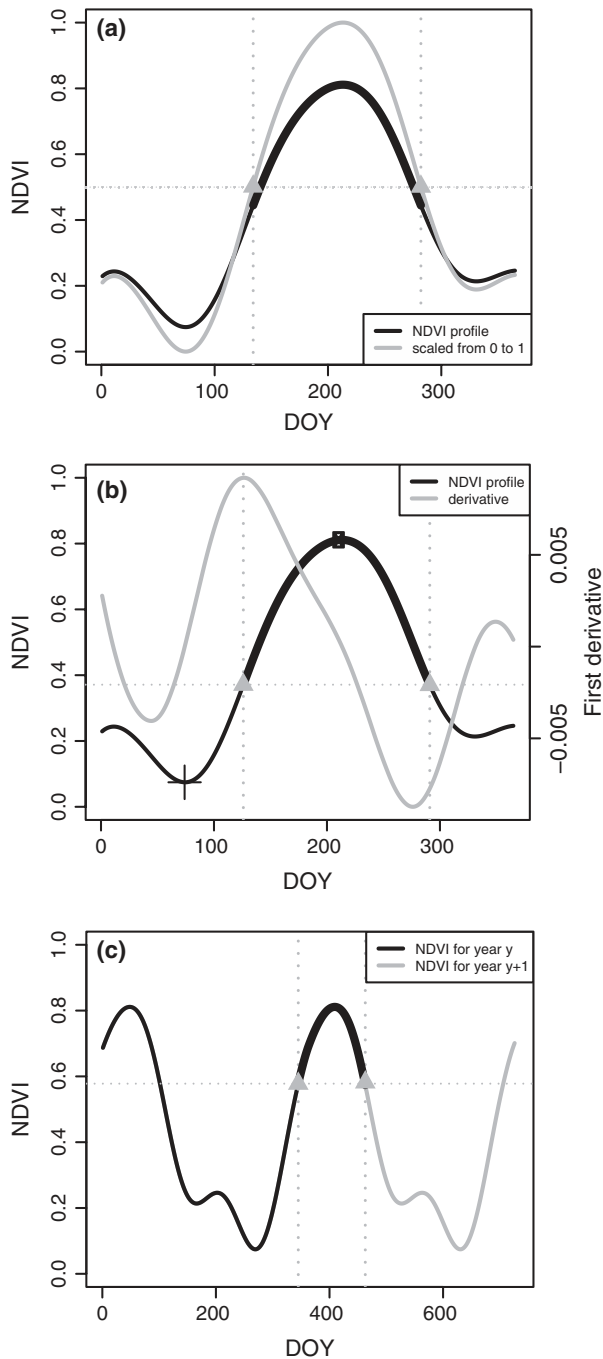 (a)
NDVI
1.0
0.8
0.6
0.4
0.2
0.0
NDVI profile
scaled from 0 to 1
0 100 200 300
DOY
(b)
NDVI
1.0
0.8
0.6
0.4
0.2
0.0
NDVI profile
derivative
0.005
−0.005
First derivative
0 100 200 300
DOY
(c)
NDVI
1.0
0.8
0.6
0.4
0.2
0.0
NDVI for year y
NDVI for year y+1
0 200 400 600
DOY